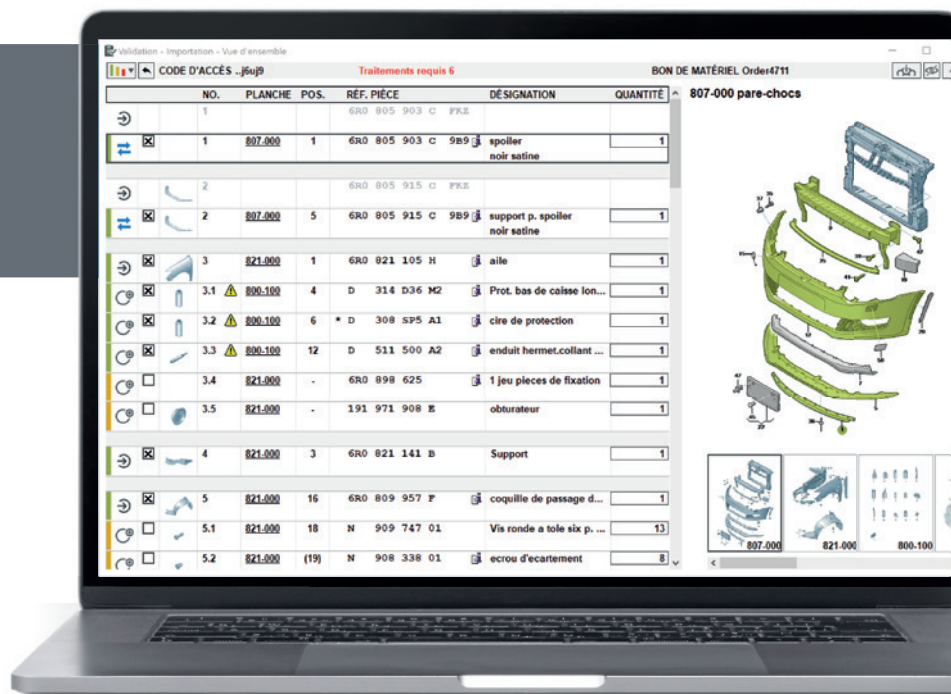 Validation - Importation - Vue d'ensemble
CODE D'ACCÈS ..j6uj9 Traitements requis 6 BON DE MATÉRIEL Order4711
NO. PLANCHE POS. RÉF. PIÈCE DÉSIGNATION QUANTITÉ 807-000 pare-chocs
1 6R0 805 903 C FKZ
1 807-000 1 6R0 805 903 C 9B9 spoiler 1
noir satine
2 6R0 805 915 C FKZ
2 807-000 5 6R0 805 915 C 9B9 support p. spoiler 1
noir satine
3 821-000 1 6R0 821 105 H aile 1
3.1 800-100 4 D 314 D36 M2 Prot. bas de caisse lon... 1
3.2 800-100 6 * D 308 SP5 A1 cire de protection 1
3.3 800-100 12 D 511 500 A2 enduit hermet.collant ... 1
3.4 821-000 - 6R0 898 625 1 jeu pieces de fixation 1
3.5 821-000 - 191 971 908 E obturateur 1
4 821-000 3 6R0 821 141 B Support 1
5 821-000 16 6R0 809 957 F coquille de passage d... 1
5.1 821-000 18 N 909 747 01 Vis ronde a tole six p. ... 13
5.2 821-000 (19) N 908 338 01 ecrou d'ecartement 8
807-000 821-000 800-100